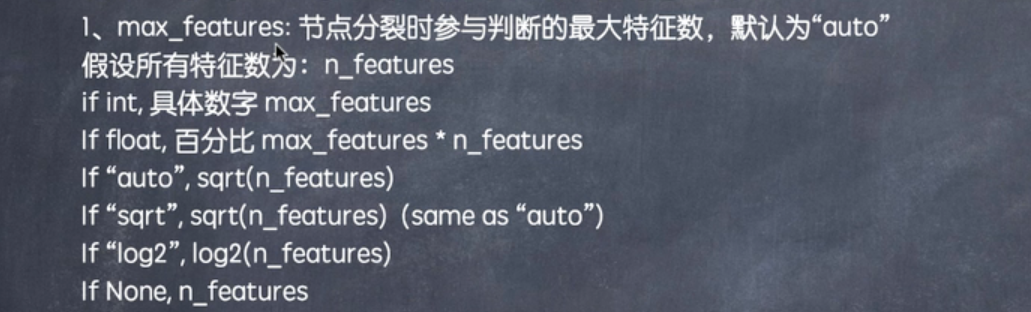 1、max_features: 节点分裂时参与判断的最大特征数，默认为“auto”
假设所有特征数为：n_features
if int, 具体数字 max_features
If float, 百分比 max_features * n_features
If “auto”, sqrt(n_features)
If “sqrt”, sqrt(n_features) (same as “auto”)
If “log2”, log2(n_features)
If None, n_features